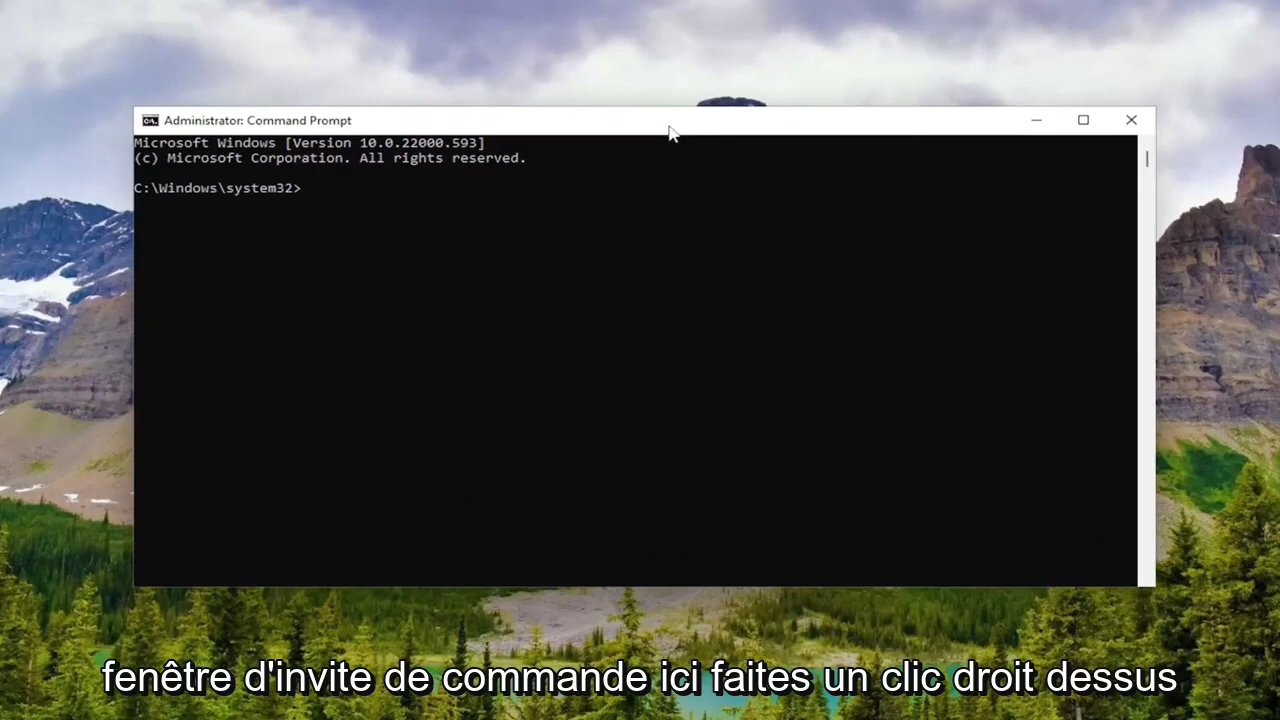 Administrator: Command Prompt
Microsoft Windows [Version 10.0.22000.593]
(c) Microsoft Corporation. All rights reserved.
C:\Windows\system32>
fenêtre d'invite de commande ici faites un clic droit dessus